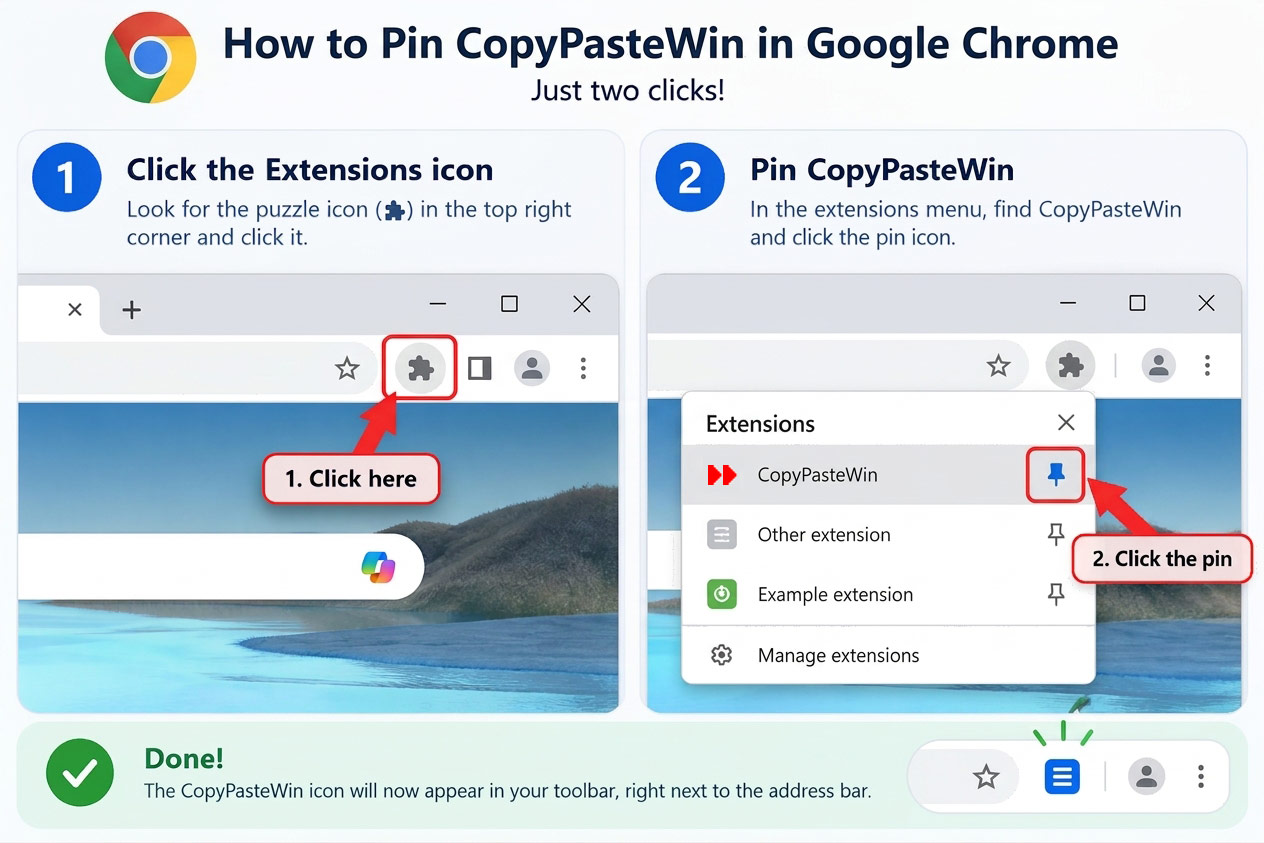 How to Pin CopyPasteWin in Google Chrome
Just two clicks!
1
Click the Extensions icon
Look for the puzzle icon () in the top right
corner and click it.
1. Click here
2
Pin CopyPasteWin
In the extensions menu, find CopyPasteWin
and click the pin icon.
Extensions
CopyPasteWin
Other extension
Example extension
Manage extensions
2. Click the pin
Done!
The CopyPasteWin icon will now appear in your toolbar, right next to the address bar.